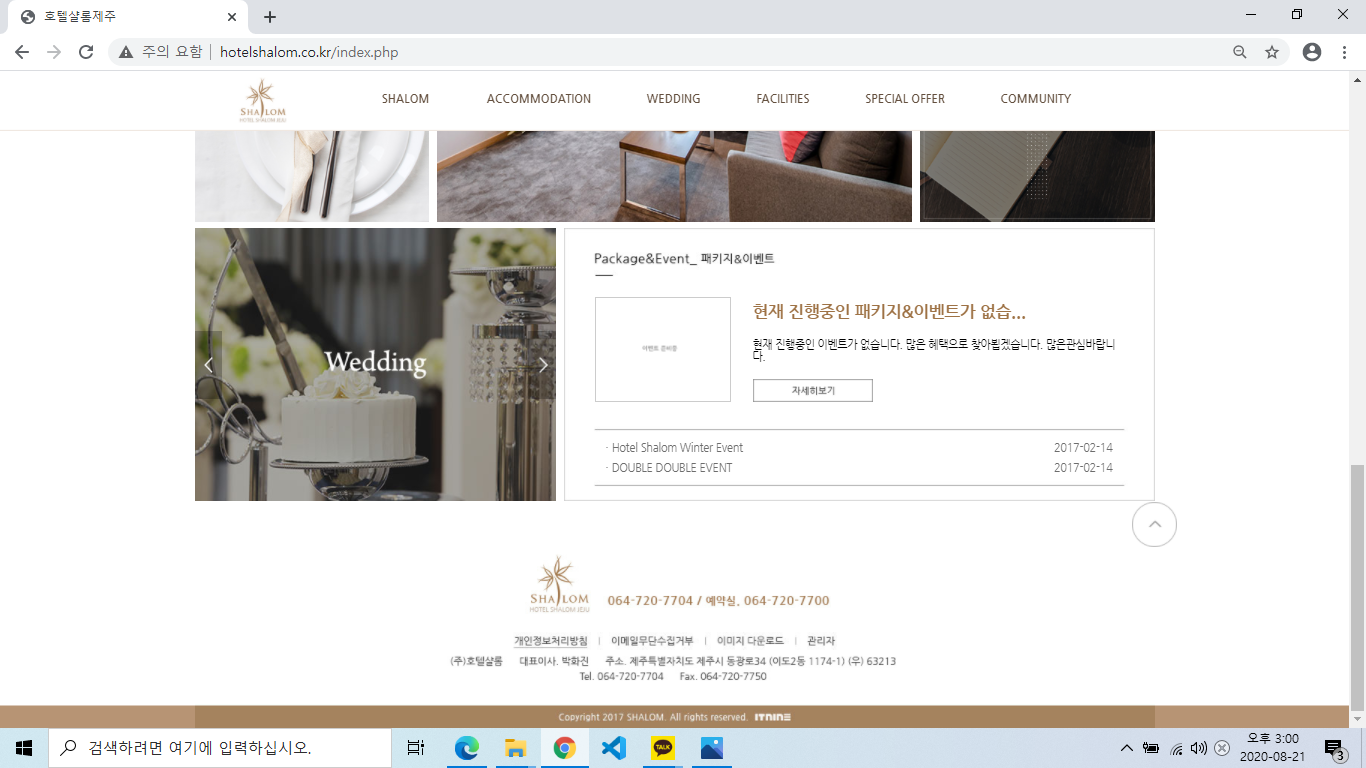 호텔샬롬제주
주의 요함 hotelshalom.co.kr/index.php
SHALOM
HOTEL SHALOM JEJU
SHALOM ACCOMMODATION WEDDING FACILITIES SPECIAL OFFER COMMUNITY
Wedding
Package&Event_ 패키지&이벤트
이벤트 준비중
현재 진행중인 패키지&이벤트가 없습...
현재 진행중인 이벤트가 없습니다. 많은 혜택으로 찾아뵙겠습니다. 많은관심바랍니
다.
자세히보기
· Hotel Shalom Winter Event 2017-02-14
· DOUBLE DOUBLE EVENT 2017-02-14
SHALOM
HOTEL SHALOM JEJU
064-720-7704 / 예약실. 064-720-7700
개인정보처리방침 | 이메일무단수집거부 | 이미지 다운로드 | 관리자
(주)호텔샬롬 대표이사. 박화진 주소. 제주특별자치도 제주시 동광로34 (이도2동 1174-1) (우) 63213
Tel. 064-720-7704 Fax. 064-720-7750
Copyright 2017 SHALOM. All rights reserved. ITNINE
검색하려면 여기에 입력하십시오.
TALK
오후 3:00
2020-08-21
3